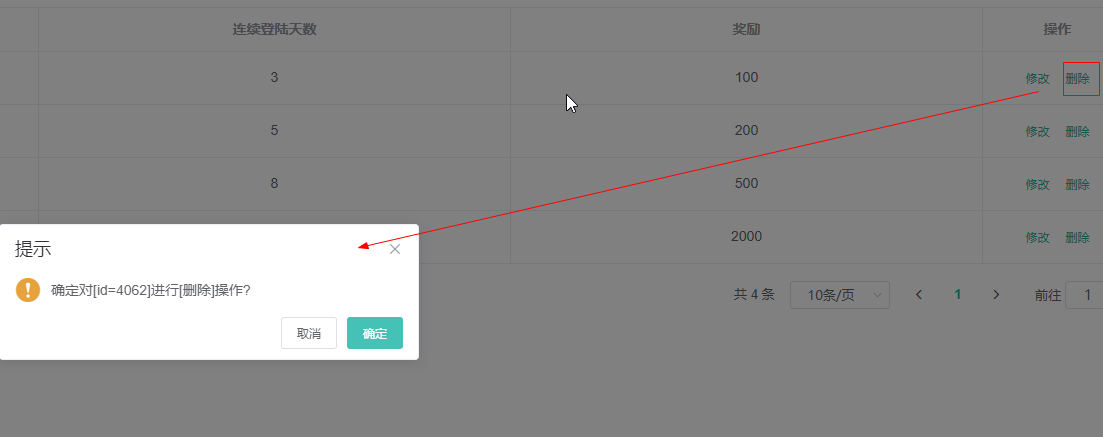 连续登陆天数 奖励 操作
3 100 修改 删除
5 200 修改 删除
8 500 修改 删除
2000 修改 删除
提示
确定对[id=4062]进行[删除]操作?
取消 确定
共 4 条 10条/页 1 前往 1